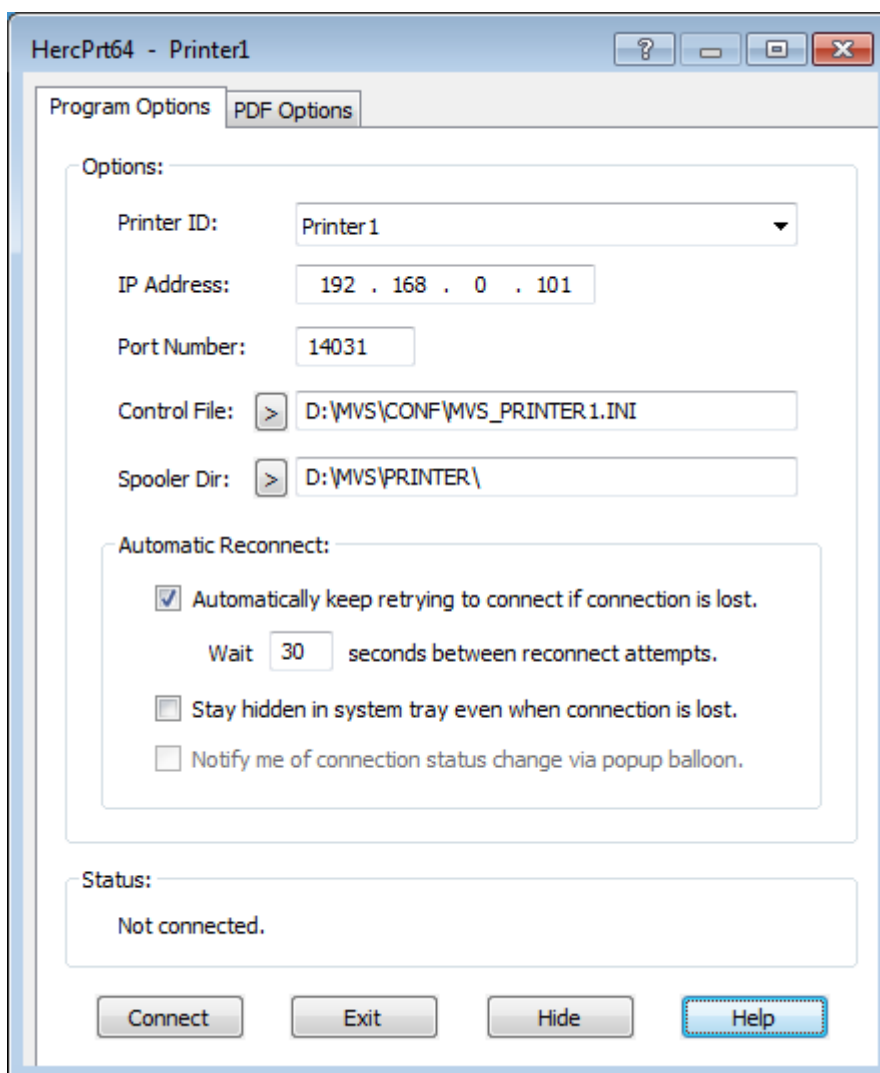 HercPrt64 - Printer1
Program Options PDF Options
Options:
Printer ID: Printer1
IP Address: 192 . 168 . 0 . 101
Port Number: 14031
Control File: > D:\MVS\CONF\MVS_PRINTER1.INI
Spooler Dir: > D:\MVS\PRINTER\
Automatic Reconnect:
Automatically keep retrying to connect if connection is lost.
Wait 30 seconds between reconnect attempts.
Stay hidden in system tray even when connection is lost.
Notify me of connection status change via popup balloon.
Status:
Not connected.
Connect Exit Hide Help